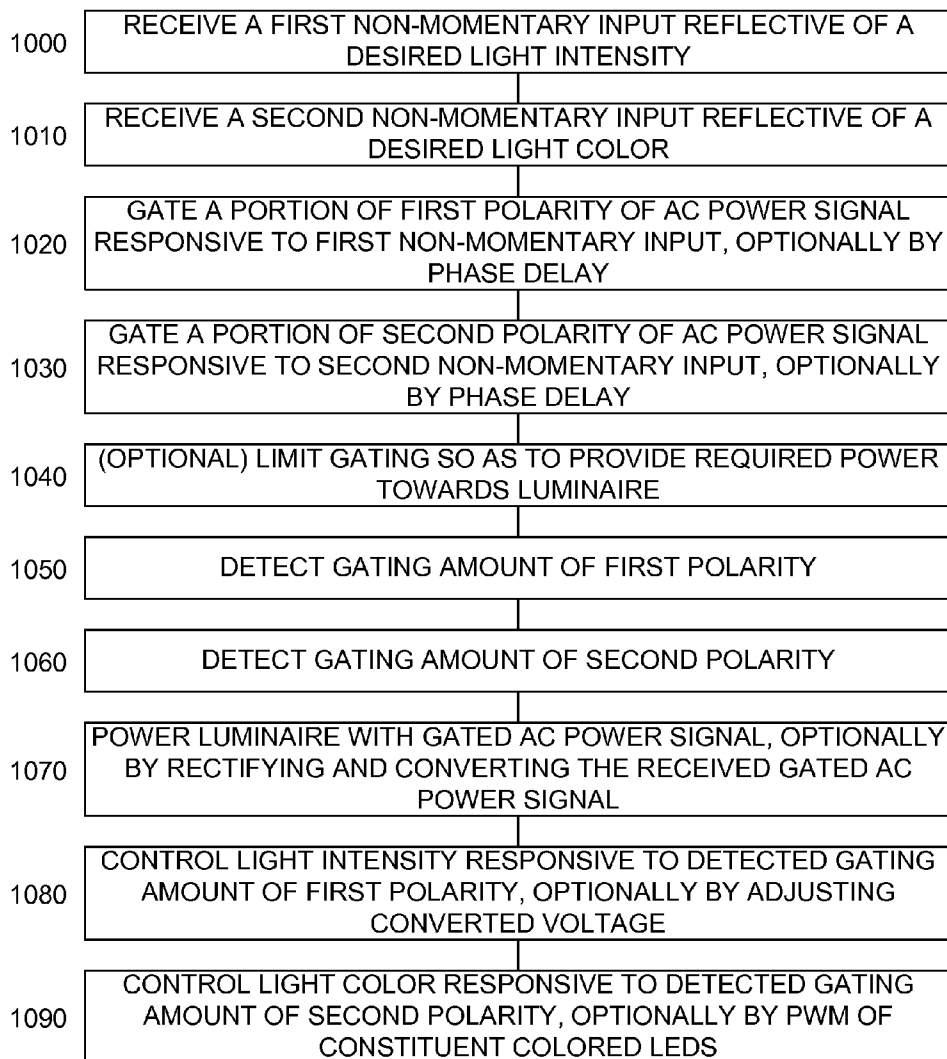 1000
RECEIVE A FIRST NON-MOMENTARY INPUT REFLECTIVE OF A
DESIRED LIGHT INTENSITY
1010
RECEIVE A SECOND NON-MOMENTARY INPUT REFLECTIVE OF A
DESIRED LIGHT COLOR
1020
GATE A PORTION OF FIRST POLARITY OF AC POWER SIGNAL
RESPONSIVE TO FIRST NON-MOMENTARY INPUT, OPTIONALLY BY
PHASE DELAY
1030
GATE A PORTION OF SECOND POLARITY OF AC POWER SIGNAL
RESPONSIVE TO SECOND NON-MOMENTARY INPUT, OPTIONALLY
BY PHASE DELAY
1040
(OPTIONAL) LIMIT GATING SO AS TO PROVIDE REQUIRED POWER
TOWARDS LUMINAIRE
1050
DETECT GATING AMOUNT OF FIRST POLARITY
1060
DETECT GATING AMOUNT OF SECOND POLARITY
1070
POWER LUMINAIRE WITH GATED AC POWER SIGNAL, OPTIONALLY
BY RECTIFYING AND CONVERTING THE RECEIVED GATED AC
POWER SIGNAL
1080
CONTROL LIGHT INTENSITY RESPONSIVE TO DETECTED GATING
AMOUNT OF FIRST POLARITY, OPTIONALLY BY ADJUSTING
CONVERTED VOLTAGE
1090
CONTROL LIGHT COLOR RESPONSIVE TO DETECTED GATING
AMOUNT OF SECOND POLARITY, OPTIONALLY BY PWM OF
CONSTITUENT COLORED LEDS